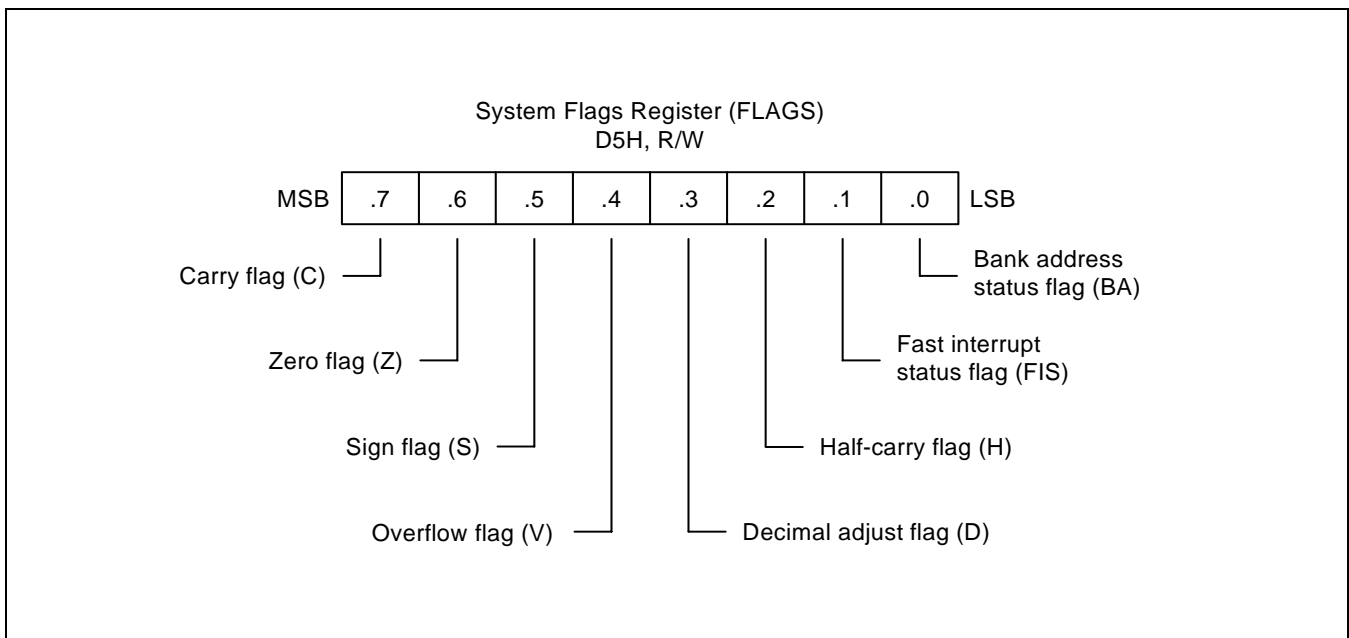 System Flags Register (FLAGS)
D5H, R/W
MSB .7 .6 .5 .4 .3 .2 .1 .0 LSB
Carry flag (C)
Bank address
status flag (BA)
Zero flag (Z)
Fast interrupt
status flag (FIS)
Sign flag (S)
Half-carry flag (H)
Overflow flag (V)
Decimal adjust flag (D)